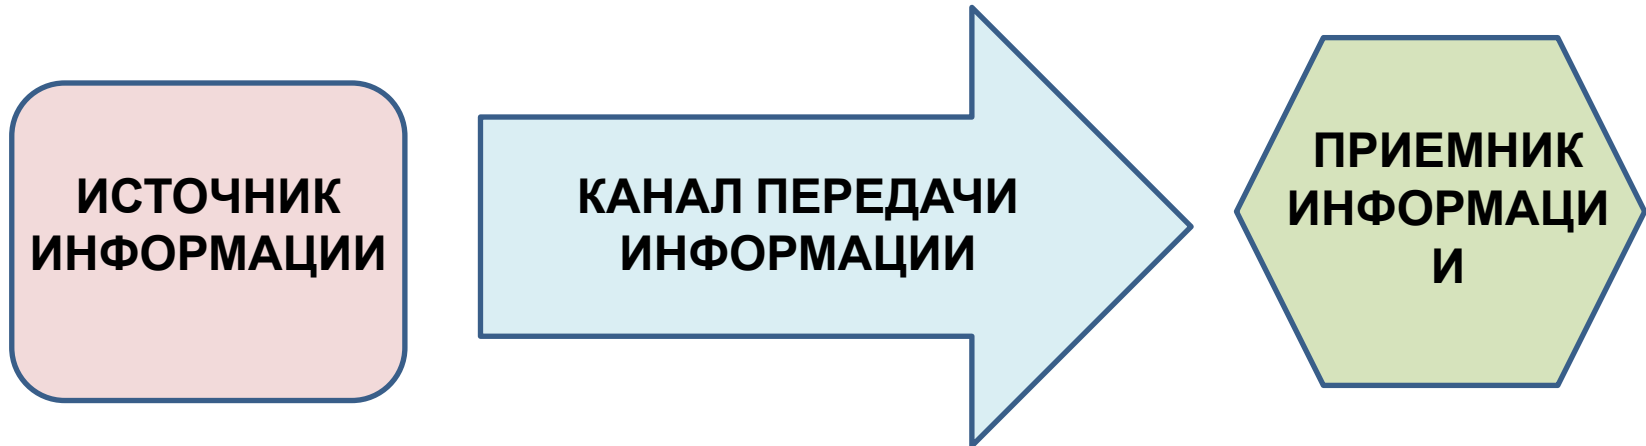 ИСТОЧНИК
ИНФОРМАЦИИ
КАНАЛ ПЕРЕДАЧИ
ИНФОРМАЦИИ
ПРИЕМНИК
ИНФОРМАЦИ
И